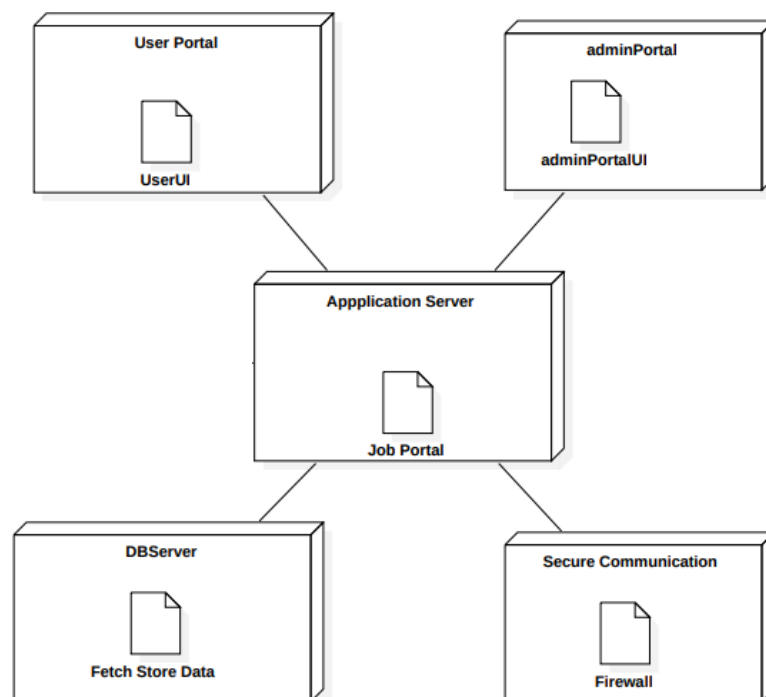 User Portal
UserUI
adminPortal
adminPortalUI
Appplication Server
Job Portal
DBServer
Fetch Store Data
Secure Communication
Firewall